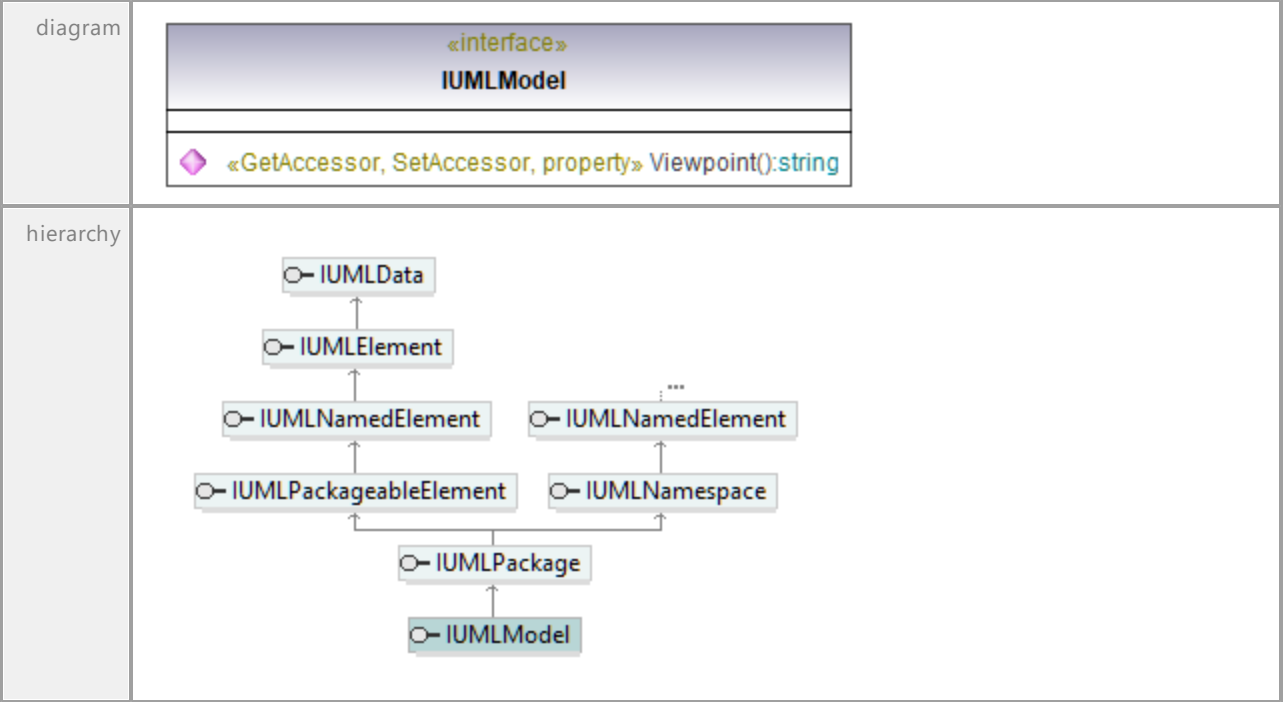 diagram
«interface»
IUMLModel
«GetAccessor, SetAccessor, property» Viewpoint():string
hierarchy
IUMLData
IUMLElement
IUMLNamedElement
...
IUMLNamedElement
IUMLPackageableElement
IUMLNamespace
IUMLPackage
IUMLModel